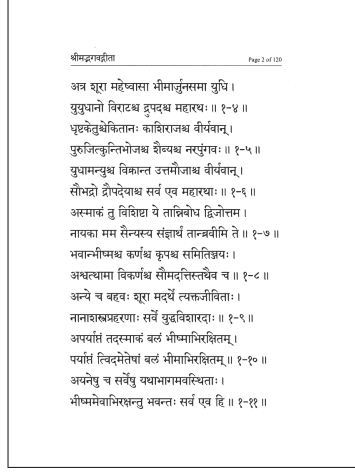 श्रीमद्भगवद्गीता
Page 2 of 120
अत्र शूरा महेष्वासा भीमार्जुनसमा युधि।
युयुधानो विराटश्च द्रुपदश्च महारथः॥ १-४॥
धृष्टकेतुश्चेकितानः काशिराजश्च वीर्यवान्।
पुरुजित्कुन्तिभोजश्च शैब्यश्च नरपुंगवः॥ १-५॥
युधामन्युश्च विक्रान्त उत्तमौजाश्च वीर्यवान्।
सौभद्रो द्रौपदेयाश्च सर्व एव महारथाः॥ १-६॥
अस्माकं तु विशिष्टा ये तान्निबोध द्विजोत्तम।
नायका मम सैन्यस्य संज्ञार्थं तान्ब्रवीमि ते॥ १-७॥
भवान्भीष्मश्च कर्णश्च कृपश्च समितिञ्जयः।
अश्वत्थामा विकर्णश्च सौमदत्तिस्तथैव च॥ १-८॥
अन्ये च बहवः शूरा मदर्थे त्यक्तजीविताः।
नानाशस्त्रप्रहरणाः सर्वे युद्धविशारदाः॥ १-९॥
अपर्याप्तं तदस्माकं बलं भीष्माभिरक्षितम्।
पर्याप्तं त्विदमेतेषां बलं भीमाभिरक्षितम्॥ १-१०॥
अयनेषु च सर्वेषु यथाभागमवस्थिताः।
भीष्ममेवाभिरक्षन्तु भवन्तः सर्व एव हि॥ १-११॥